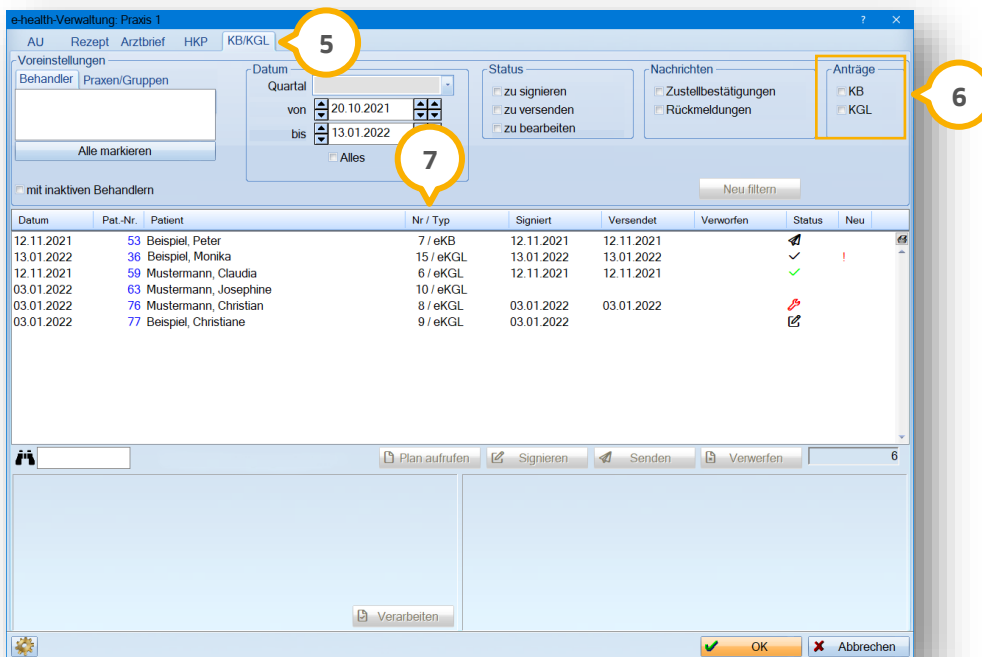 e-health-Verwaltung: Praxis 1 ? ×
AU Rezept Arztbrief HKP KB/KGL 5
Voreinstellungen
Behandler Praxen/Gruppen
Alle markieren
mit inaktiven Behandlern
Datum
Quartal
von 20.10.2021
bis 13.01.2022
Alles
Status
zu signieren
zu versenden
zu bearbeiten
Nachrichten
Zustellbestätigungen
Rückmeldungen
Anträge
KB
KGL
6
7
Neu filtern
Datum Pat.-Nr. Patient Nr / Typ Signiert Versendet Verworfen Status Neu
12.11.2021 53 Beispiel, Peter 7 / eKB 12.11.2021 12.11.2021
13.01.2022 36 Beispiel, Monika 15 / eKGL 13.01.2022 13.01.2022 !
12.11.2021 59 Mustermann, Claudia 6 / eKGL 12.11.2021 12.11.2021
03.01.2022 63 Mustermann, Josephine 10 / eKGL
03.01.2022 76 Mustermann, Christian 8 / eKGL 03.01.2022 03.01.2022
03.01.2022 77 Beispiel, Christiane 9 / eKGL 03.01.2022
Plan aufrufen Signieren Senden Verwerfen 6
Verarbeiten
OK Abbrechen